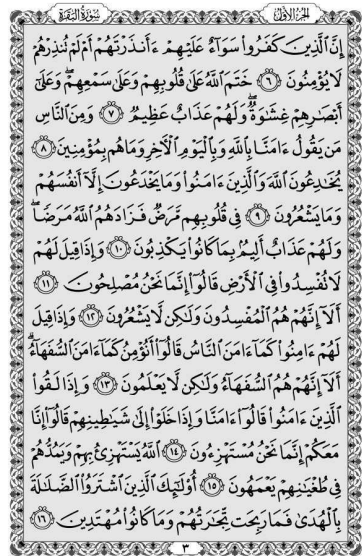 سُورَةُ البَقَرَةِ الجُزْءُ الأَوَّلُ
إِنَّ ٱلَّذِينَ كَفَرُوا۟ سَوَآءٌ عَلَيْهِمْ ءَأَنذَرْتَهُمْ أَمْ لَمْ تُنذِرْهُمْ
لَا يُؤْمِنُونَ ٦ خَتَمَ ٱللَّهُ عَلَىٰ قُلُوبِهِمْ وَعَلَىٰ سَمْعِهِمْ ۖ وَعَلَىٰٓ
أَبْصَٰرِهِمْ غِشَٰوَةٌ ۖ وَلَهُمْ عَذَابٌ عَظِيمٌ ٧ وَمِنَ ٱلنَّاسِ
مَن يَقُولُ ءَامَنَّا بِٱللَّهِ وَبِٱلْيَوْمِ ٱلْءَاخِرِ وَمَا هُم بِمُؤْمِنِينَ ٨
يُخَٰدِعُونَ ٱللَّهَ وَٱلَّذِينَ ءَامَنُوا۟ وَمَا يَخْدَعُونَ إِلَّآ أَنفُسَهُمْ
وَمَا يَشْعُرُونَ ٩ فِى قُلُوبِهِم مَّرَضٌ فَزَادَهُمُ ٱللَّهُ مَرَضًا ۖ
وَلَهُمْ عَذَابٌ أَلِيمٌۢ بِمَا كَانُوا۟ يَكْذِبُونَ ١٠ وَإِذَا قِيلَ لَهُمْ
لَا تُفْسِدُوا۟ فِى ٱلْأَرْضِ قَالُوٓا۟ إِنَّمَا نَحْنُ مُصْلِحُونَ ١١
أَلَآ إِنَّهُمْ هُمُ ٱلْمُفْسِدُونَ وَلَٰكِن لَّا يَشْعُرُونَ ١٢ وَإِذَا قِيلَ
لَهُمْ ءَامِنُوا۟ كَمَآ ءَامَنَ ٱلنَّاسُ قَالُوٓا۟ أَنُؤْمِنُ كَمَآ ءَامَنَ ٱلسُّفَهَآءُ ۗ
أَلَآ إِنَّهُمْ هُمُ ٱلسُّفَهَآءُ وَلَٰكِن لَّا يَعْلَمُونَ ١٣ وَإِذَا لَقُوا۟
ٱلَّذِينَ ءَامَنُوا۟ قَالُوٓا۟ ءَامَنَّا وَإِذَا خَلَوْا۟ إِلَىٰ شَيَٰطِينِهِمْ قَالُوٓا۟ إِنَّا
مَعَكُمْ إِنَّمَا نَحْنُ مُسْتَهْزِءُونَ ١٤ ٱللَّهُ يَسْتَهْزِئُ بِهِمْ وَيَمُدُّهُمْ
فِى طُغْيَٰنِهِمْ يَعْمَهُونَ ١٥ أُو۟لَٰٓئِكَ ٱلَّذِينَ ٱشْتَرَوُا۟ ٱلضَّلَٰلَةَ
بِٱلْهُدَىٰ فَمَا رَبِحَت تِّجَٰرَتُهُمْ وَمَا كَانُوا۟ مُهْتَدِينَ ١٦
٣